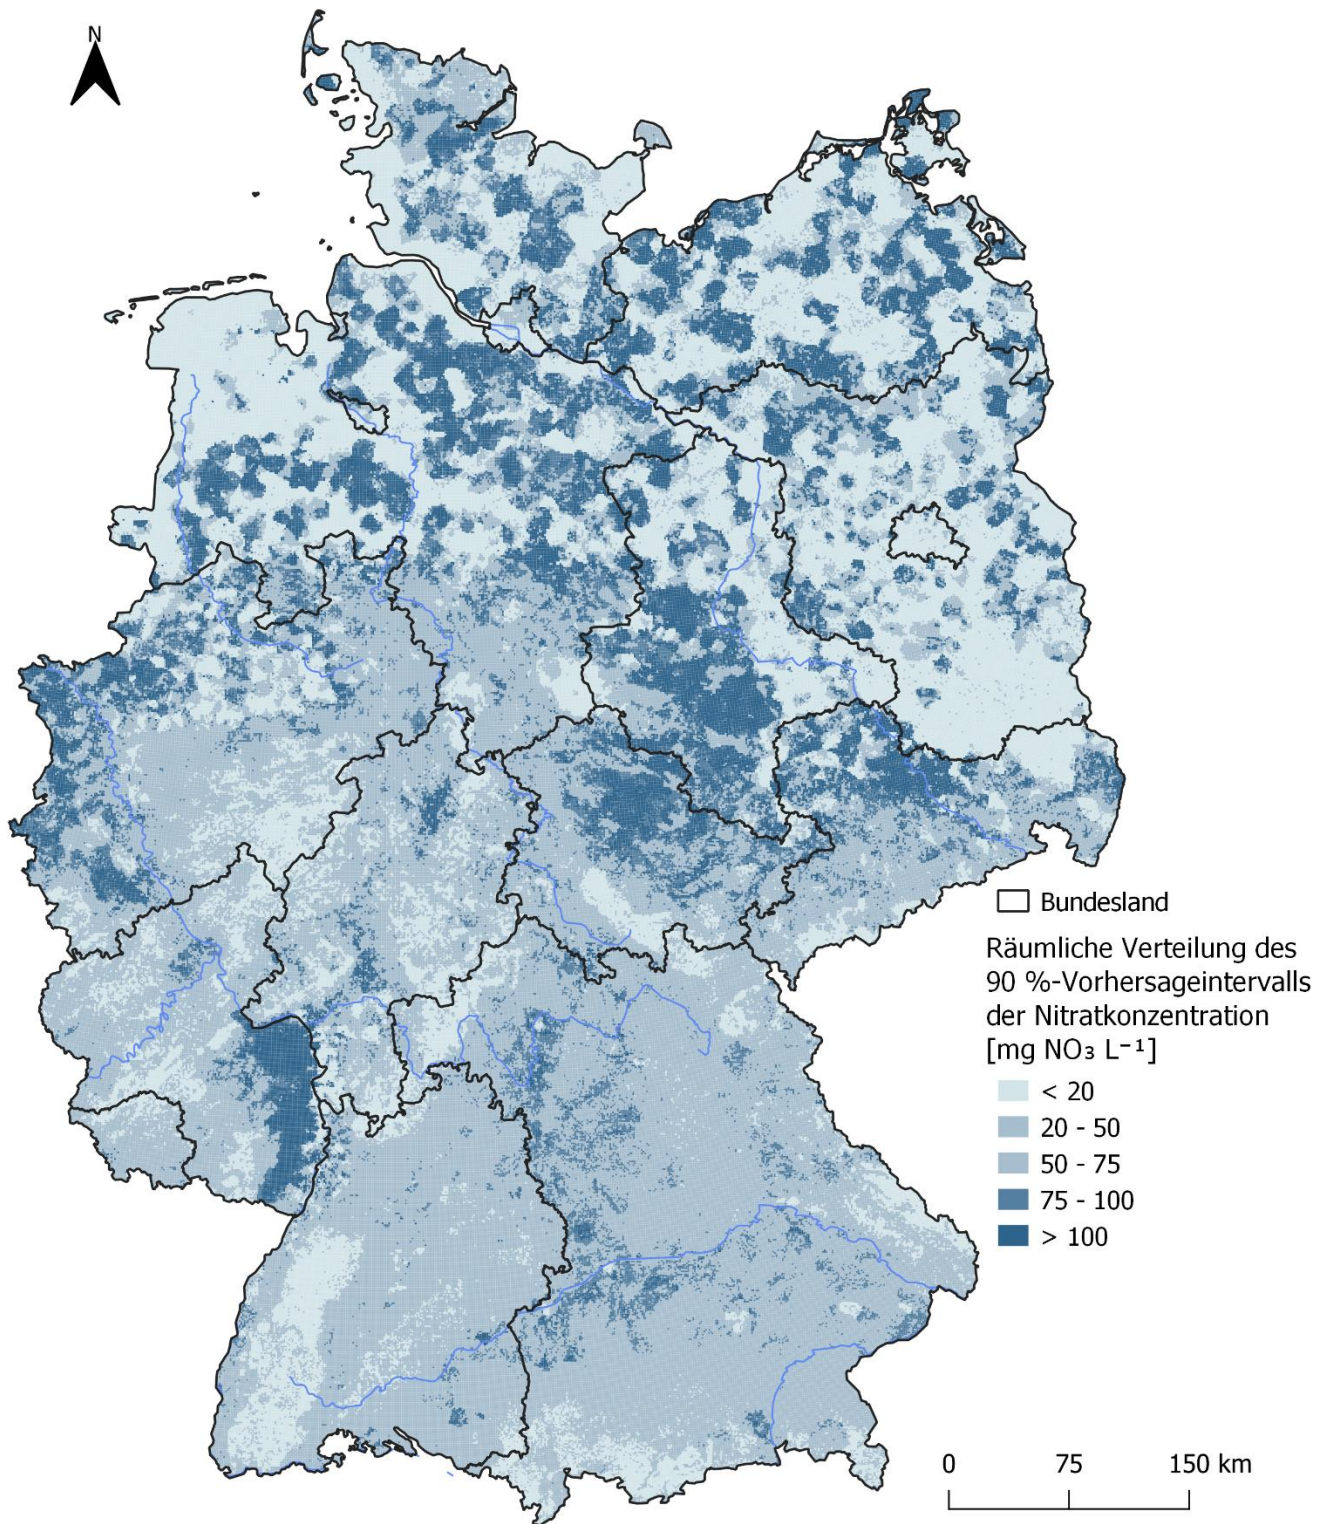 N
Bundesland
Räumliche Verteilung des
90 %-Vorhersageintervalls
der Nitratkonzentration
[mg NO₃ L⁻¹]
< 20
20 - 50
50 - 75
75 - 100
> 100
0 75 150 km